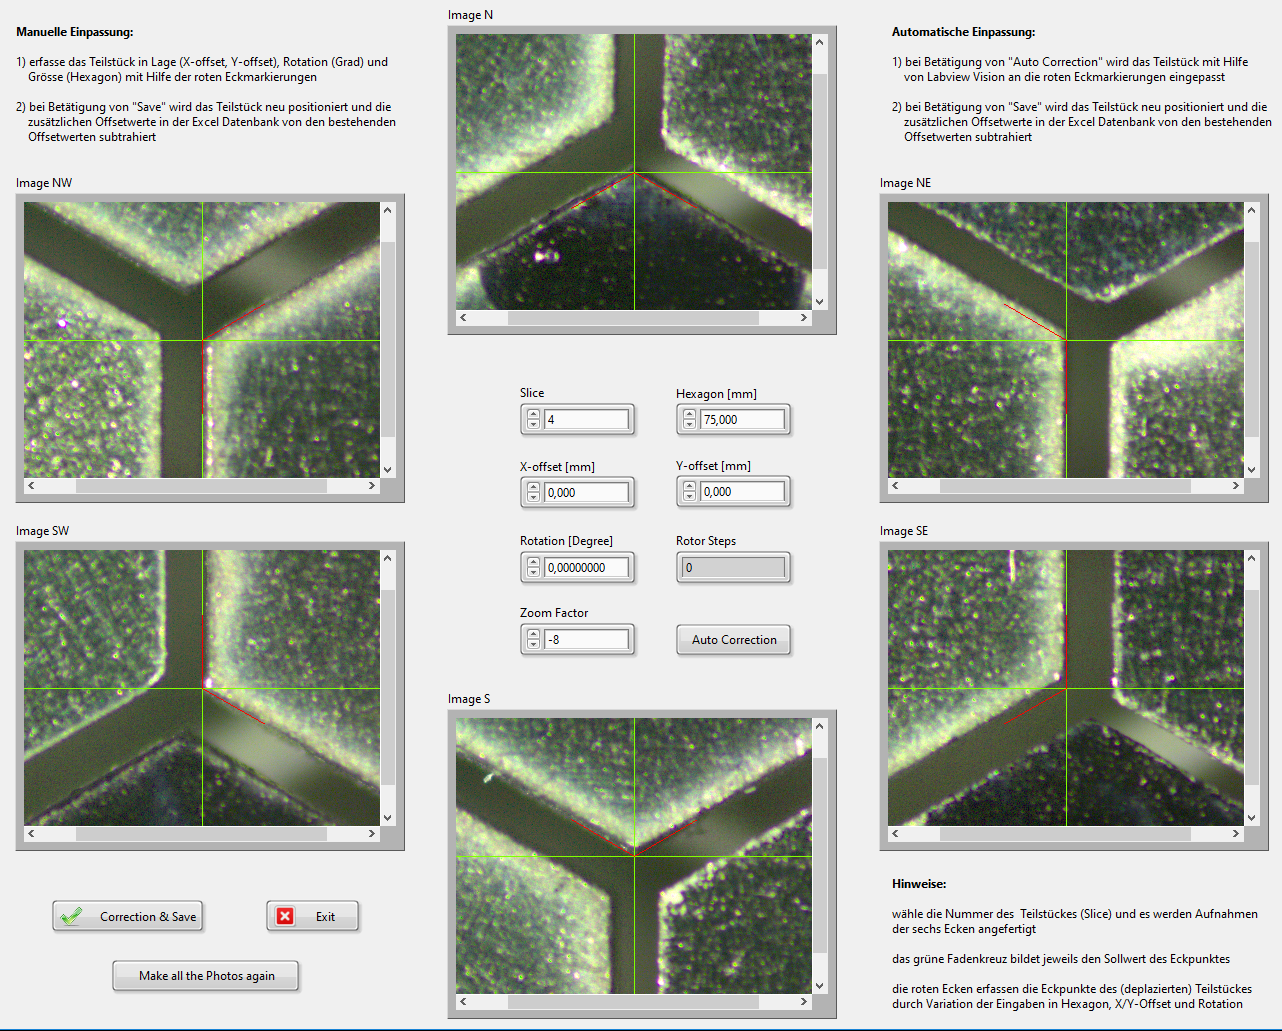 Manuelle Einpassung:
1) erfasse das Teilstück in Lage (X-offset, Y-offset), Rotation (Grad) und
Grösse (Hexagon) mit Hilfe der roten Eckmarkierungen
2) bei Betätigung von "Save" wird das Teilstück neu positioniert und die
zusätzlichen Offsetwerte in der Excel Datenbank von den bestehenden
Offsetwerten subtrahiert
Image N
Automatische Einpassung:
1) bei Betätigung von "Auto Correction" wird das Teilstück mit Hilfe
von Labview Vision an die roten Eckmarkierungen eingepasst
2) bei Betätigung von "Save" wird das Teilstück neu positioniert und die
zusätzlichen Offsetwerte in der Excel Datenbank von den bestehenden
Offsetwerten subtrahiert
Image NW
Image NE
Slice
4
Hexagon [mm]
75,000
X-offset [mm]
0,000
Y-offset [mm]
0,000
Rotation [Degree]
0,00000000
Rotor Steps
0
Zoom Factor
-8
Auto Correction
Image SW
Image SE
Image S
Correction & Save
Exit
Make all the Photos again
Hinweise:
wähle die Nummer des  Teilstückes (Slice) und es werden Aufnahmen
der sechs Ecken angefertigt
das grüne Fadenkreuz bildet jeweils den Sollwert des Eckpunktes
die roten Ecken erfassen die Eckpunkte des (deplazierten) Teilstückes
durch Variation der Eingaben in Hexagon, X/Y-Offset und Rotation